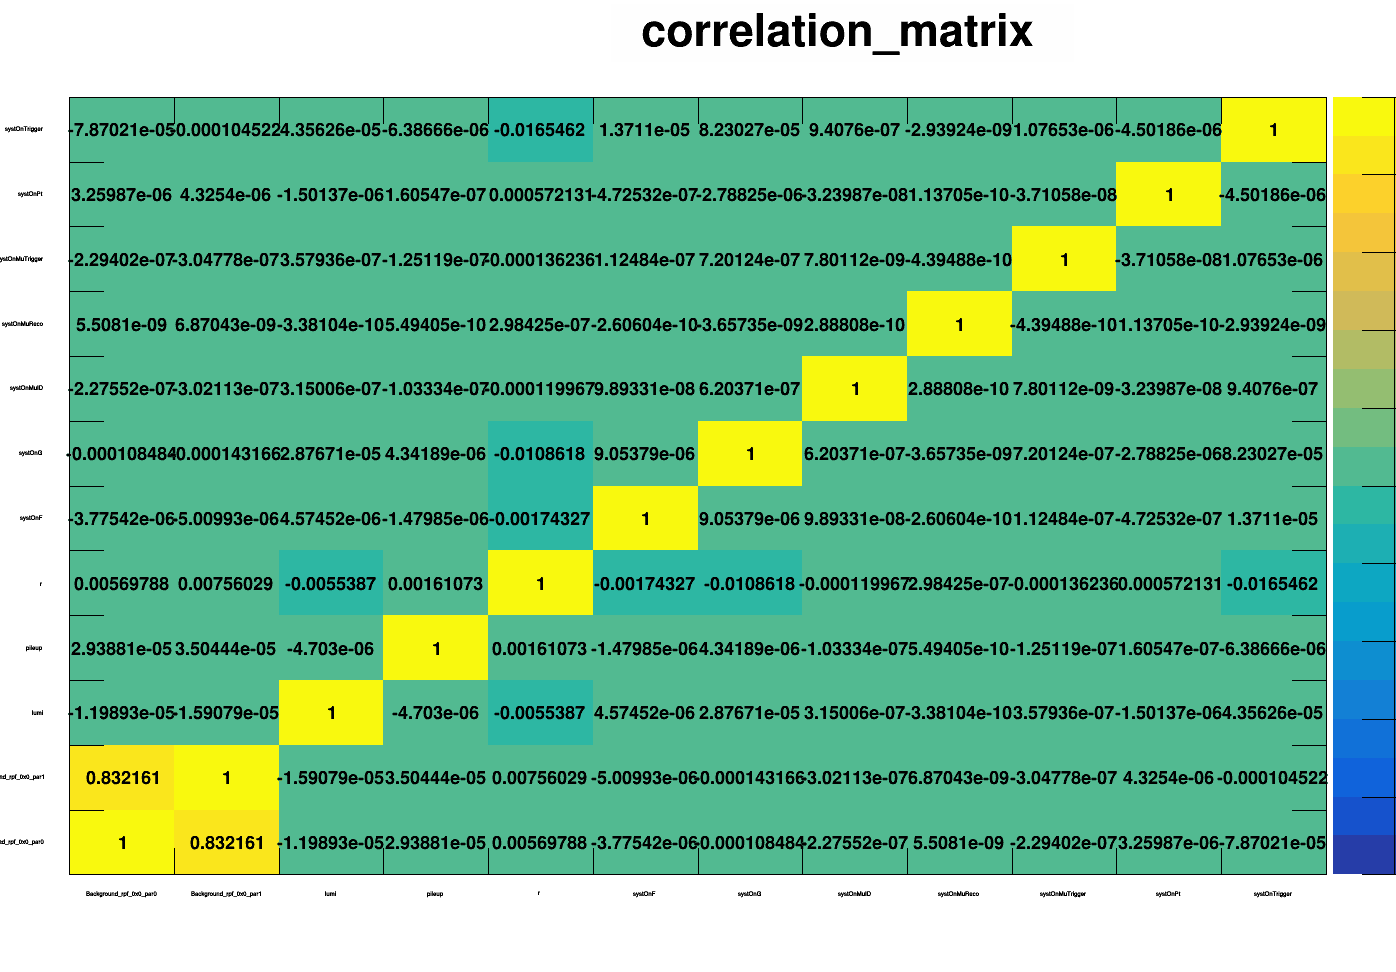 correlation_matrix
systOnTrigger -7.87021e-05 -0.000104522 4.35626e-05 -6.38666e-06 -0.0165462 1.3711e-05 8.23027e-05 9.4076e-07 -2.93924e-09 1.07653e-06 -4.50186e-06 1
systOnPt 3.25987e-06 4.3254e-06 -1.50137e-06 1.60547e-07 0.000572131 -4.72532e-07 -2.78825e-06 -3.23987e-08 1.13705e-10 -3.71058e-08 1 -4.50186e-06
ystOnMuTrigger -2.29402e-07 -3.04778e-07 3.57936e-07 -1.25119e-07 -0.000136236 1.12484e-07 7.20124e-07 7.80112e-09 -4.39488e-10 1 -3.71058e-08 1.07653e-06
systOnMuReco 5.5081e-09 6.87043e-09 -3.38104e-10 5.49405e-10 2.98425e-07 -2.60604e-10 -3.65735e-09 2.88808e-10 1 -4.39488e-10 1.13705e-10 -2.93924e-09
systOnMuID -2.27552e-07 -3.02113e-07 3.15006e-07 -1.03334e-07 -0.000119967 9.89331e-08 6.20371e-07 1 2.88808e-10 7.80112e-09 -3.23987e-08 9.4076e-07
systOnG -0.000108484 -0.000143166 2.87671e-05 4.34189e-06 -0.0108618 9.05379e-06 1 6.20371e-07 -3.65735e-09 7.20124e-07 -2.78825e-06 8.23027e-05
systOnF -3.77542e-06 -5.00993e-06 4.57452e-06 -1.47985e-06 -0.00174327 1 9.05379e-06 9.89331e-08 -2.60604e-10 1.12484e-07 -4.72532e-07 1.3711e-05
r 0.00569788 0.00756029 -0.0055387 0.00161073 1 -0.00174327 -0.0108618 -0.000119967 2.98425e-07 -0.000136236 0.000572131 -0.0165462
pileup 2.93881e-05 3.50444e-05 -4.703e-06 1 0.00161073 -1.47985e-06 4.34189e-06 -1.03334e-07 5.49405e-10 -1.25119e-07 1.60547e-07 -6.38666e-06
lumi -1.19893e-05 -1.59079e-05 1 -4.703e-06 -0.0055387 4.57452e-06 2.87671e-05 3.15006e-07 -3.38104e-10 3.57936e-07 -1.50137e-06 4.35626e-05
nd_rpf_0x0_par1 0.832161 1 -1.59079e-05 3.50444e-05 0.00756029 -5.00993e-06 -0.000143166 -3.02113e-07 6.87043e-09 -3.04778e-07 4.3254e-06 -0.000104522
nd_rpf_0x0_par0 1 0.832161 -1.19893e-05 2.93881e-05 0.00569788 -3.77542e-06 -0.000108484 -2.27552e-07 5.5081e-09 -2.29402e-07 3.25987e-06 -7.87021e-05
Background_rpf_0x0_par0 Background_rpf_0x0_par1 lumi pileup r systOnF systOnG systOnMuID systOnMuReco systOnMuTrigger systOnPt systOnTrigger